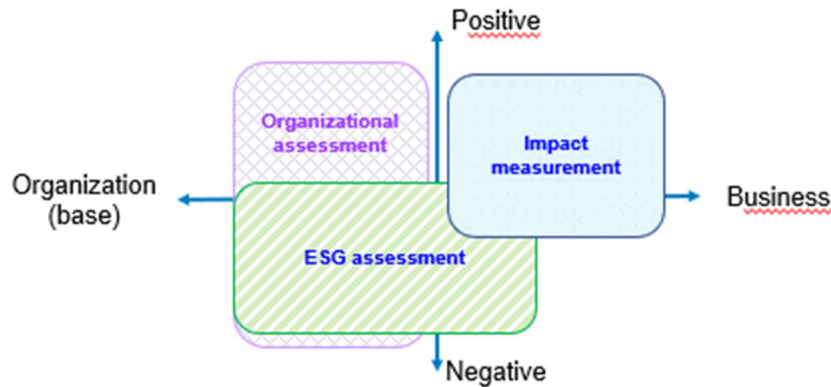 Positive
Organizational
assessment
Impact
measurement
Organization
(base)
Business
ESG assessment
Negative